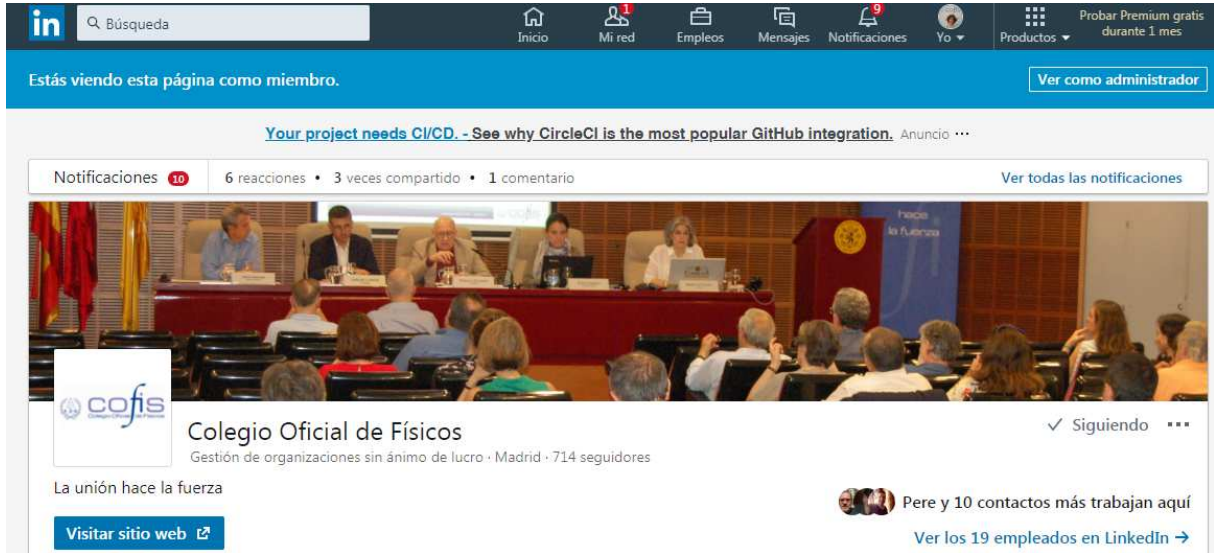 in
Búsqueda
Inicio
1
Mi red
Empleos
Mensajes
9
Notificaciones
Yo
Productos
Probar Premium gratis
durante 1 mes
Estás viendo esta página como miembro.
Ver como administrador
Your project needs CI/CD. - See why CircleCI is the most popular GitHub integration. Anuncio ···
Notificaciones 10
6 reacciones • 3 veces compartido • 1 comentario
Ver todas las notificaciones
hace
la fuerza
cofis
Colegio Oficial de Físicos
Siguiendo
Gestión de organizaciones sin ánimo de lucro · Madrid · 714 seguidores
La unión hace la fuerza
Pere y 10 contactos más trabajan aquí
Visitar sitio web
Ver los 19 empleados en LinkedIn →